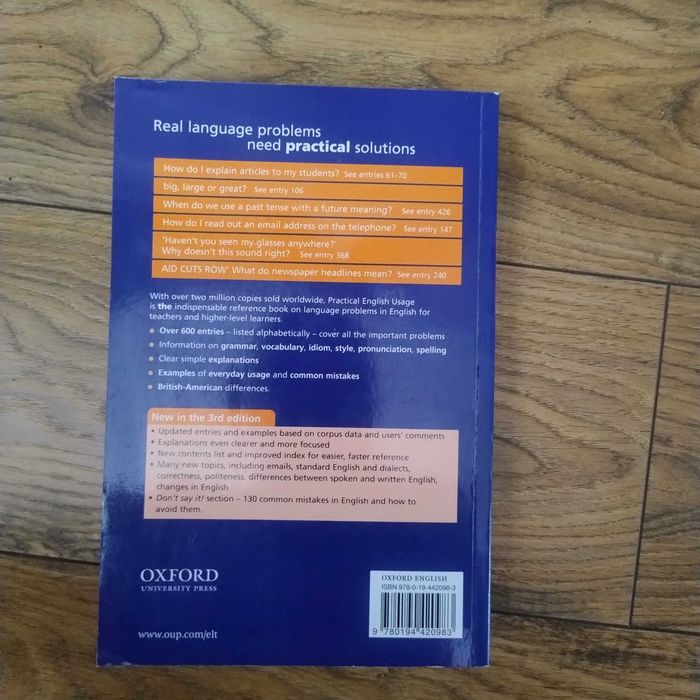 Real language problems
need practical solutions
How do I explain articles to my students? See entries 61–70
big, large or great? See entry 106
When do we use a past tense with a future meaning? See entry 426
How do I read out an email address on the telephone? See entry 147
'Haven't you seen my glasses anywhere?'
Why doesn't this sound right? See entry 368
AID CUTS ROW' What do newspaper headlines mean? See entry 240
With over two million copies sold worldwide, Practical English Usage
is the indispensable reference book on language problems in English for
teachers and higher-level learners.
• Over 600 entries – listed alphabetically – cover all the important problems
• Information on grammar, vocabulary, idiom, style, pronunciation, spelling
• Clear simple explanations
• Examples of everyday usage and common mistakes
• British-American differences.
New in the 3rd edition
• Updated entries and examples based on corpus data and users' comments
• Explanations even clearer and more focused
• New contents list and improved index for easier, faster reference
• Many new topics, including emails, standard English and dialects,
correctness, politeness, differences between spoken and written English,
changes in English
• Don't say it! section – 130 common mistakes in English and how to
avoid them.
OXFORD
UNIVERSITY PRESS
www.oup.com/elt
OXFORD ENGLISH
ISBN 978-0-19-442098-3
9 780194 420983